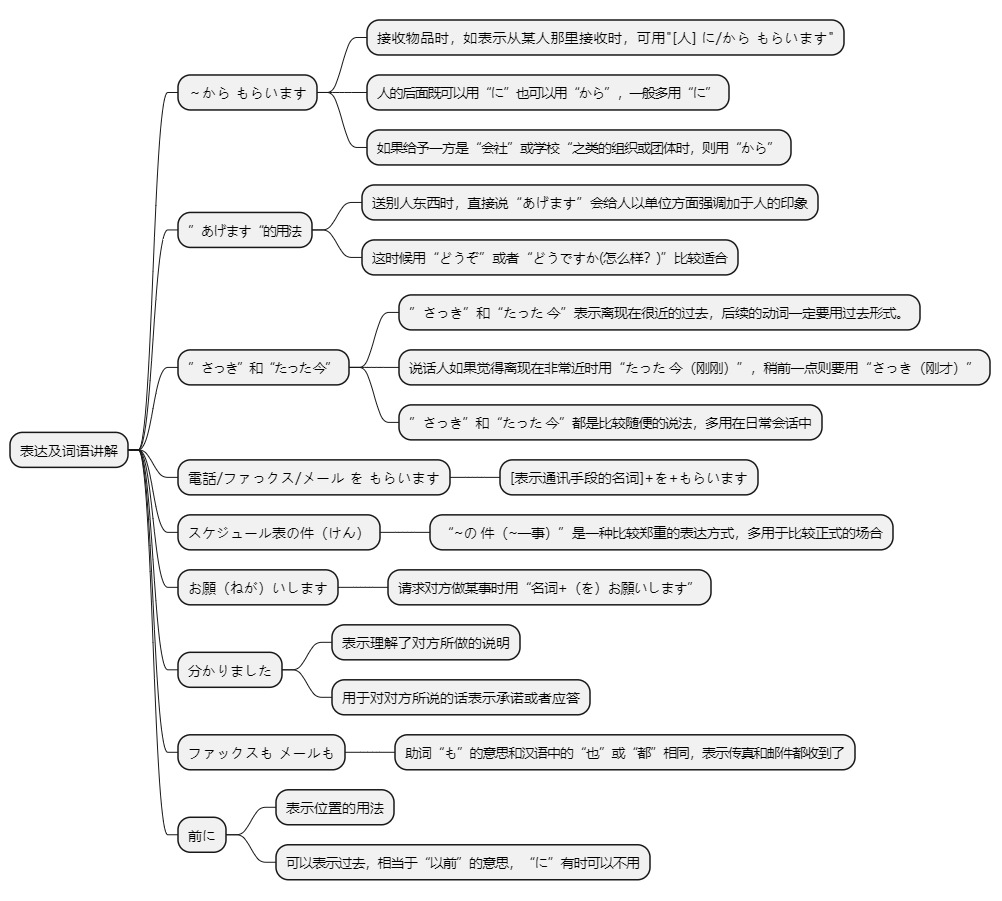 表达及词语讲解
~から もらいます
接收物品时，如表示从某人那里接收时，可用"[人] に/から もらいます"
人的后面既可以用“に”也可以用“から”，一般多用“に”
如果给予一方是“会社”或学校“之类的组织或团体时，则用“から”
”あげます“的用法
送别人东西时，直接说“あげます”会给人以单位方面强调加于人的印象
这时候用“どうぞ”或者“どうですか(怎么样？)”比较适合
”さっき”和“たった今”
”さっき”和“たった 今”表示离现在很近的过去，后续的动词一定要用过去形式。
说话人如果觉得离现在非常近时用“たった 今（刚刚）”，稍前一点则要用“さっき（刚才）”
”さっき”和“たった 今”都是比较随便的说法，多用在日常会话中
電話/ファックス/メール を もらいます
[表示通讯手段的名词]+を+もらいます
スケジュール表の件（けん）
“~の 件（~—事）”是一种比较郑重的表达方式，多用于比较正式的场合
お願（ねが）いします
请求对方做某事时用“名词+（を）お願いします”
分かりました
表示理解了对方所做的说明
用于对对方所说的话表示承诺或者应答
ファックスも メールも
助词“も”的意思和汉语中的“也”或“都”相同，表示传真和邮件都收到了
前に
表示位置的用法
可以表示过去，相当于“以前”的意思，“に”有时可以不用